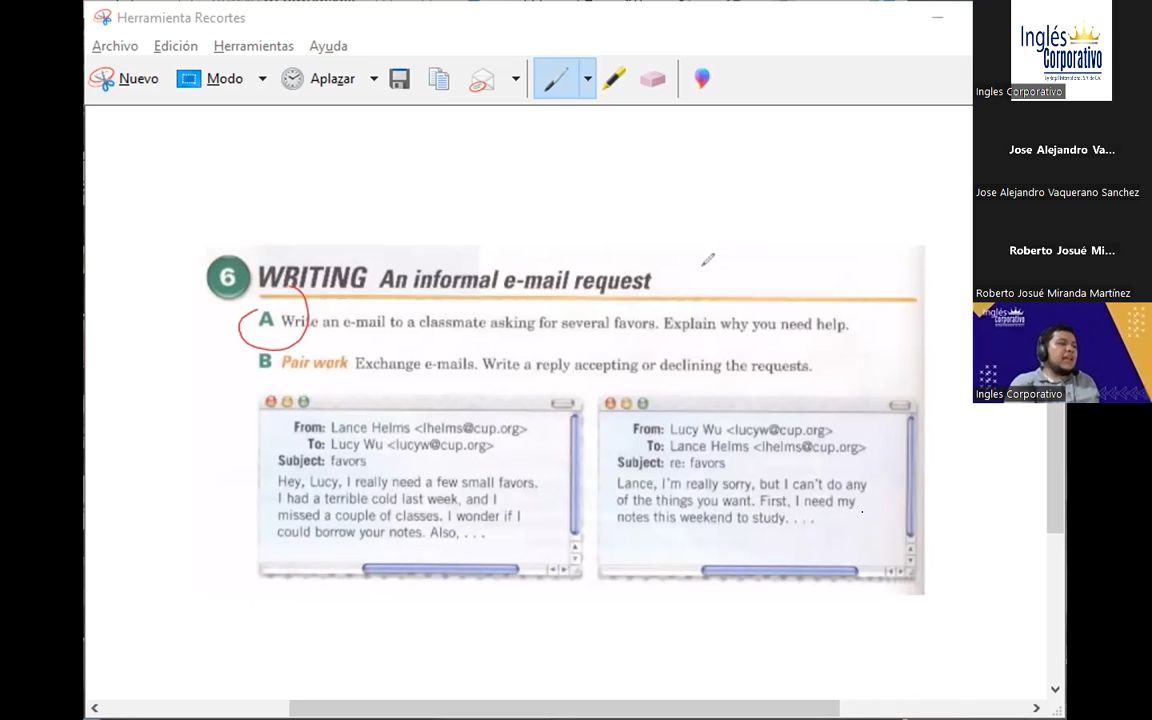 Herramienta Recortes
Archivo Edición Herramientas Ayuda
Nuevo Modo Aplazar
6 WRITING An informal e-mail request
A Write an e-mail to a classmate asking for several favors. Explain why you need help.
B Pair work Exchange e-mails. Write a reply accepting or declining the requests.
From: Lance Helms <lhelms@cup.org>
To: Lucy Wu <lucyw@cup.org>
Subject: favors
Hey, Lucy, I really need a few small favors.
I had a terrible cold last week, and I
missed a couple of classes. I wonder if I
could borrow your notes. Also, . . .
From: Lucy Wu <lucyw@cup.org>
To: Lance Helms <lhelms@cup.org>
Subject: re: favors
Lance, I'm really sorry, but I can't do any
of the things you want. First, I need my
notes this weekend to study. . . .
Inglés
Corporativo
Ingles Corporativo
Jose Alejandro Va...
Jose Alejandro Vaquerano Sanchez
Roberto Josué Mi...
Roberto Josué Miranda Martínez
Inglés
Corporativo
Ingles Corporativo